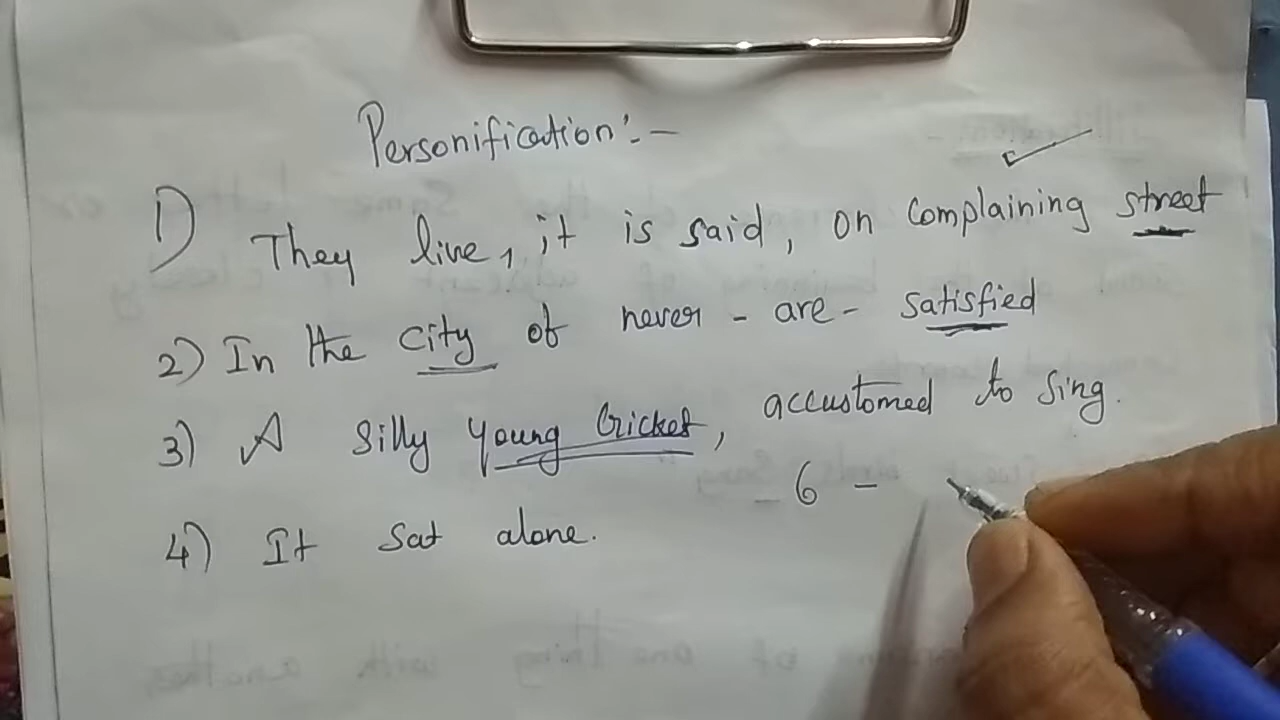 Personification:-
1) They live, it is said, on complaining street
2) In the city of never - are - satisfied
3) A silly young Cricket, accustomed to sing.
- 6 -
4) It sat alone.